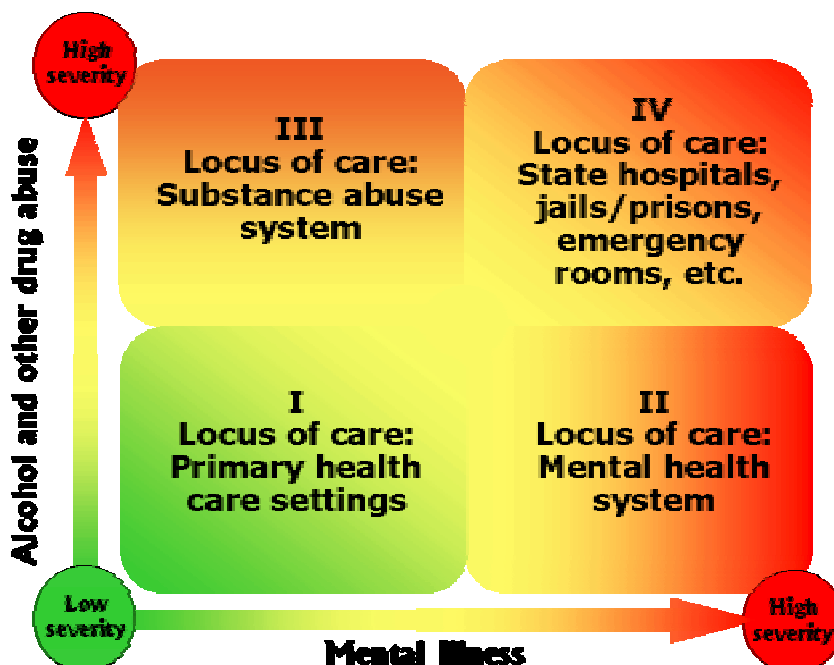 High
severity
Alcohol and other drug abuse
III
Locus of care:
Substance abuse
system
IV
Locus of care:
State hospitals,
jails/prisons,
emergency
rooms, etc.
I
Locus of care:
Primary health
care settings
II
Locus of care:
Mental health
system
Low
severity
Mental Illness
High
severity